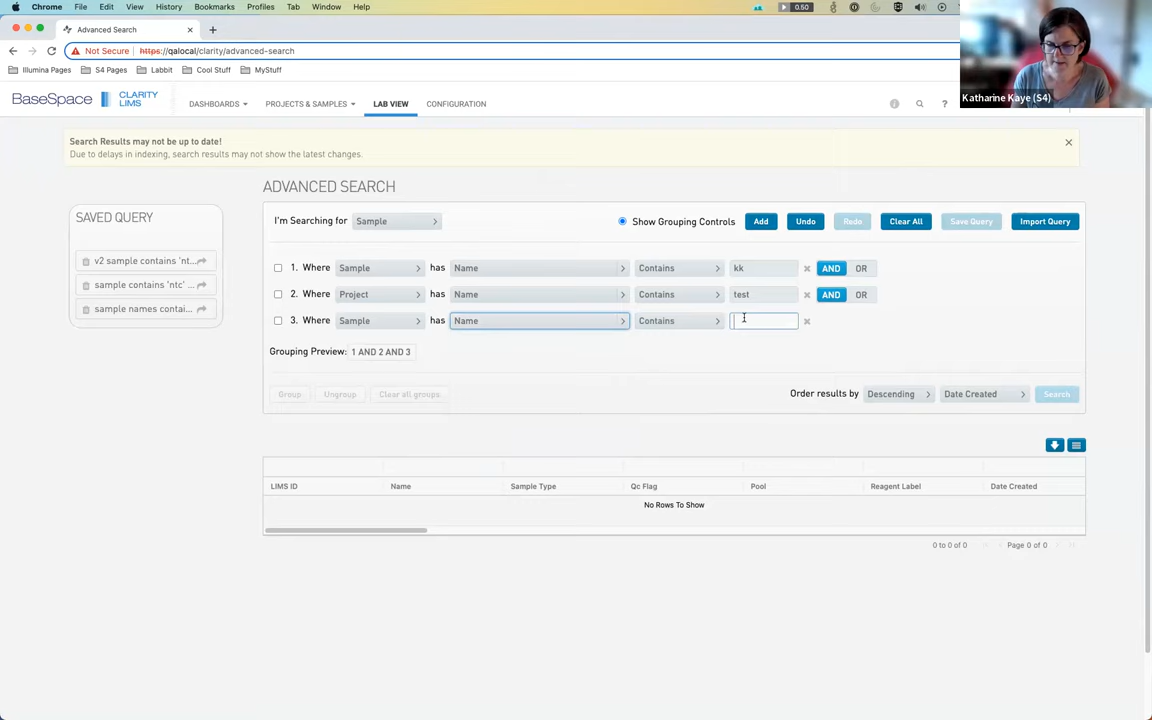 Chrome File Edit View History Bookmarks Profiles Tab Window Help 0.50
Advanced Search
Not Secure https://qalocal/clarity/advanced-search
Illumina Pages S4 Pages Labbit Cool Stuff MyStuff
Katharine Kaye (S4)
BaseSpace CLARITY LIMS DASHBOARDS PROJECTS & SAMPLES LAB VIEW CONFIGURATION ?
Search Results may not be up to date!
Due to delays in indexing, search results may not show the latest changes.
SAVED QUERY
v2 sample contains 'nt...
sample contains 'ntc' ...
sample names contai...
ADVANCED SEARCH
I'm Searching for Sample Show Grouping Controls Add Undo Redo Clear All Save Query Import Query
1. Where Sample has Name Contains kk AND OR
2. Where Project has Name Contains test AND OR
3. Where Sample has Name Contains
Grouping Preview: 1 AND 2 AND 3
Group Ungroup Clear all groups Order results by Descending Date Created Search
LIMS ID Name Sample Type Qc Flag Pool Reagent Label Date Created
No Rows To Show
0 to 0 of 0 Page 0 of 0